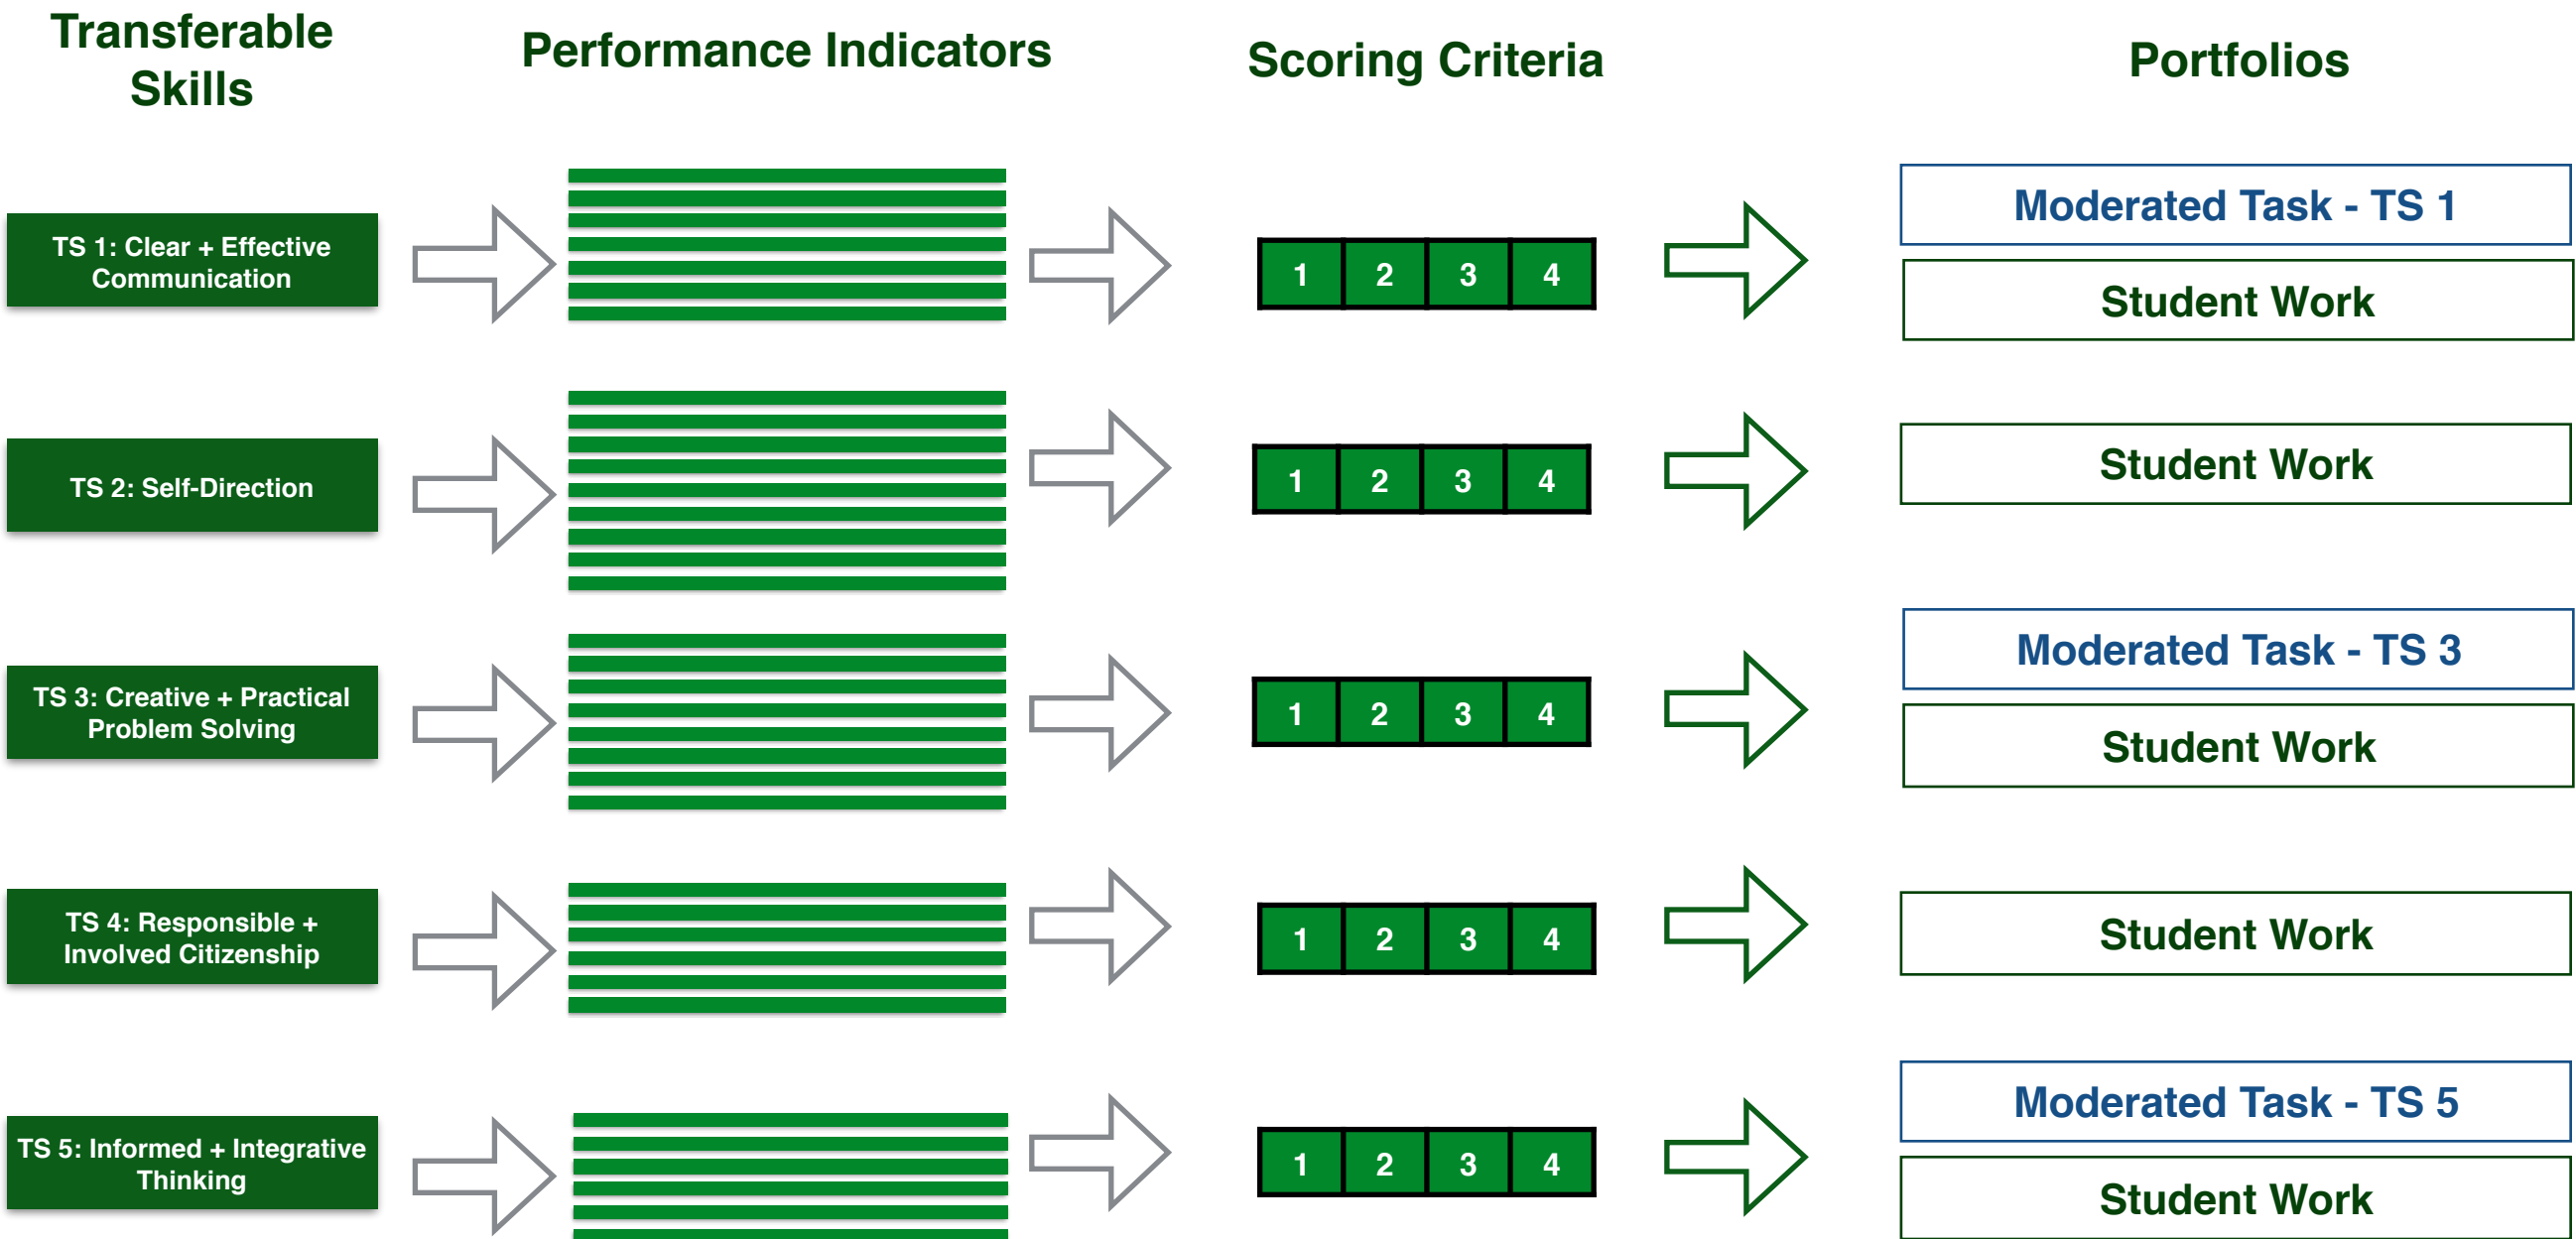 Transferable
Skills
Performance Indicators
Scoring Criteria
Portfolios
TS 1: Clear + Effective
Communication
1 2 3 4
Moderated Task - TS 1
Student Work
TS 2: Self-Direction
1 2 3 4
Student Work
TS 3: Creative + Practical
Problem Solving
1 2 3 4
Moderated Task - TS 3
Student Work
TS 4: Responsible +
Involved Citizenship
1 2 3 4
Student Work
TS 5: Informed + Integrative
Thinking
1 2 3 4
Moderated Task - TS 5
Student Work